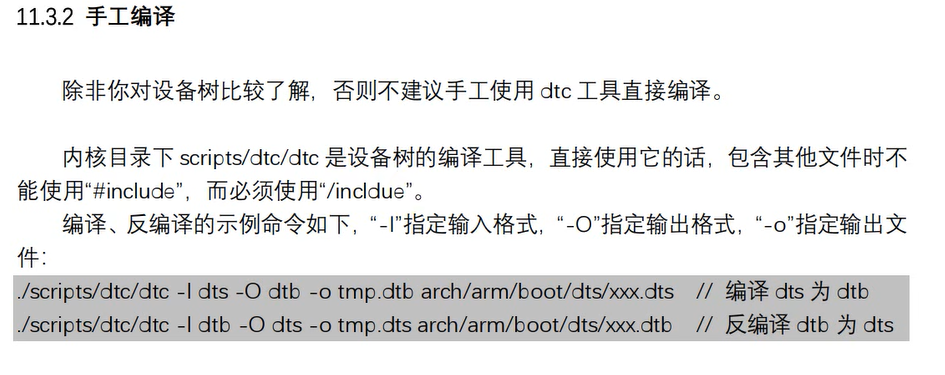 11.3.2 手工编译
除非你对设备树比较了解，否则不建议手工使用 dtc 工具直接编译。
内核目录下 scripts/dtc/dtc 是设备树的编译工具，直接使用它的话，包含其他文件时不
能使用“#include”，而必须使用“/incldue”。
编译、反编译的示例命令如下，“-I”指定输入格式，“-O”指定输出格式，“-o”指定输出文
件：
./scripts/dtc/dtc -I dts -O dtb -o tmp.dtb arch/arm/boot/dts/xxx.dts // 编译 dts 为 dtb
./scripts/dtc/dtc -I dtb -O dts -o tmp.dts arch/arm/boot/dts/xxx.dtb // 反编译 dtb 为 dts